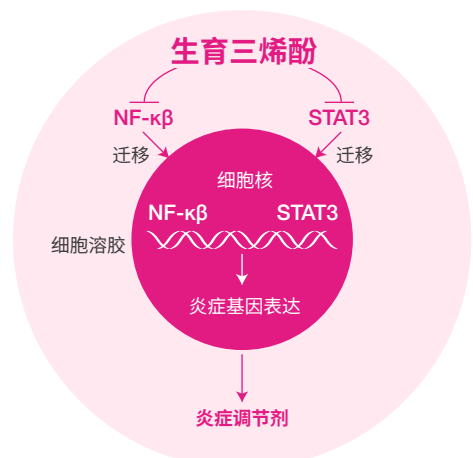 生育三烯酚
NF-κβ
STAT3
迁移
迁移
细胞核
NF-κβ
STAT3
细胞溶胶
炎症基因表达
炎症调节剂